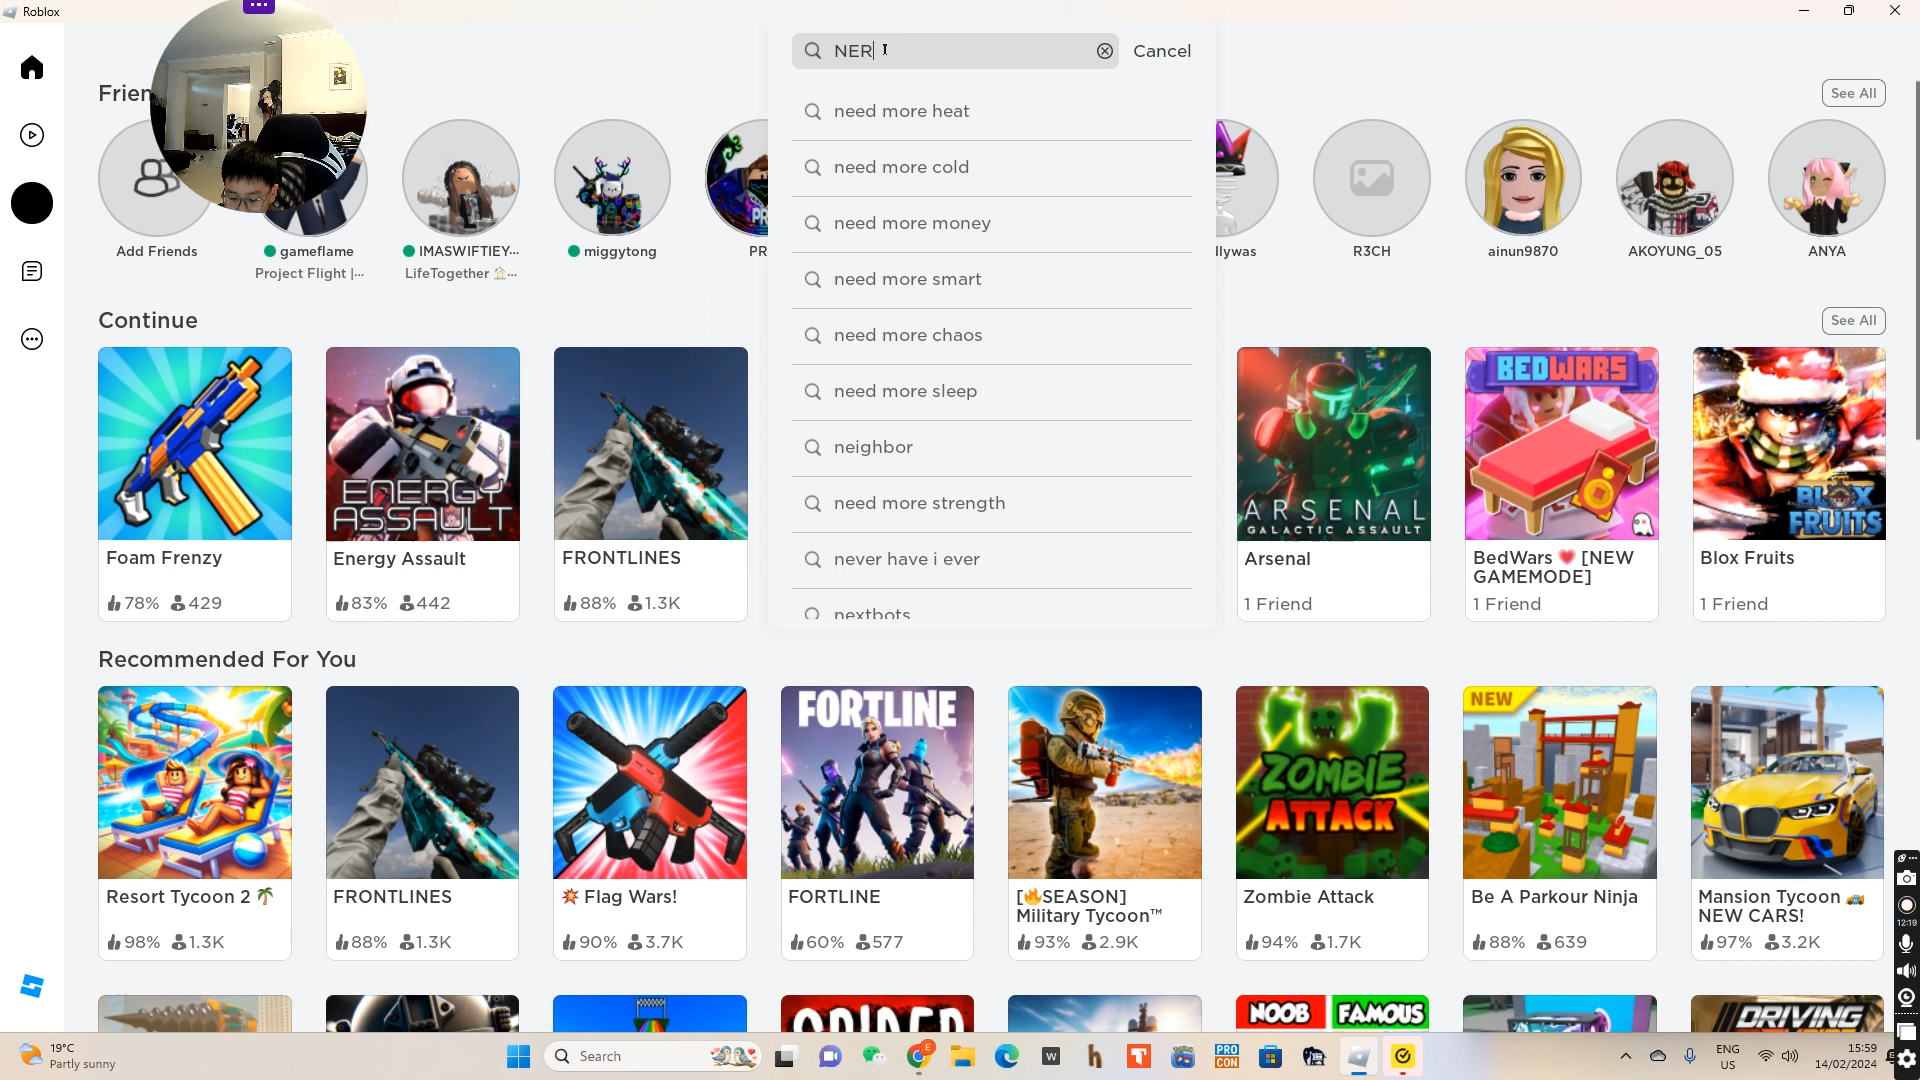 Roblox
NER
Cancel
need more heat
need more cold
need more money
need more smart
need more chaos
need more sleep
neighbor
need more strength
never have i ever
nextbots
Frien
See All
Add Friends
gameflame
Project Flight |...
IMASWIFTIEY...
LifeTogether 🏡...
miggytong
PR
llywas
R3CH
ainun9870
AKOYUNG_05
ANYA
Continue
See All
ENERGY
ASSAULT
ARSENAL
GALACTIC ASSAULT
BEDWARS
BLOX
FRUITS
Foam Frenzy
78% 429
Energy Assault
83% 442
FRONTLINES
88% 1.3K
Arsenal
1 Friend
BedWars 💗 [NEW
GAMEMODE]
1 Friend
Blox Fruits
1 Friend
Recommended For You
FORTLINE
ZOMBIE
ATTACK
NEW
Resort Tycoon 2 🌴
98% 1.3K
FRONTLINES
88% 1.3K
💥 Flag Wars!
90% 3.7K
FORTLINE
60% 577
[🔥SEASON]
Military Tycoon™
93% 2.9K
Zombie Attack
94% 1.7K
Be A Parkour Ninja
88% 639
Mansion Tycoon 🚗
NEW CARS!
97% 3.2K
NOOB
FAMOUS
DRIVING
12:19
19°C
Partly sunny
Search
E
W
h
T
PRO
CON
ENG
US
15:59
14/02/2024